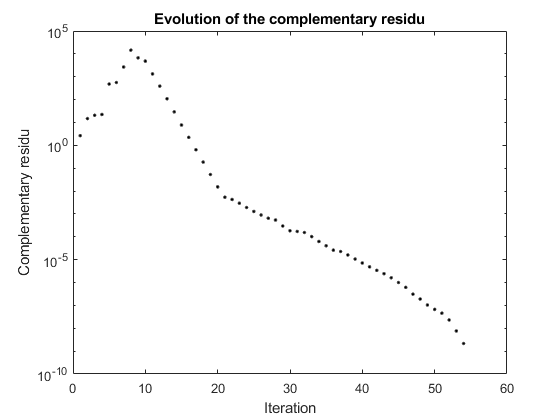 Evolution of the complementary residu
10^5
10^0
10^-5
10^-10
Complementary residu
0 10 20 30 40 50 60
Iteration